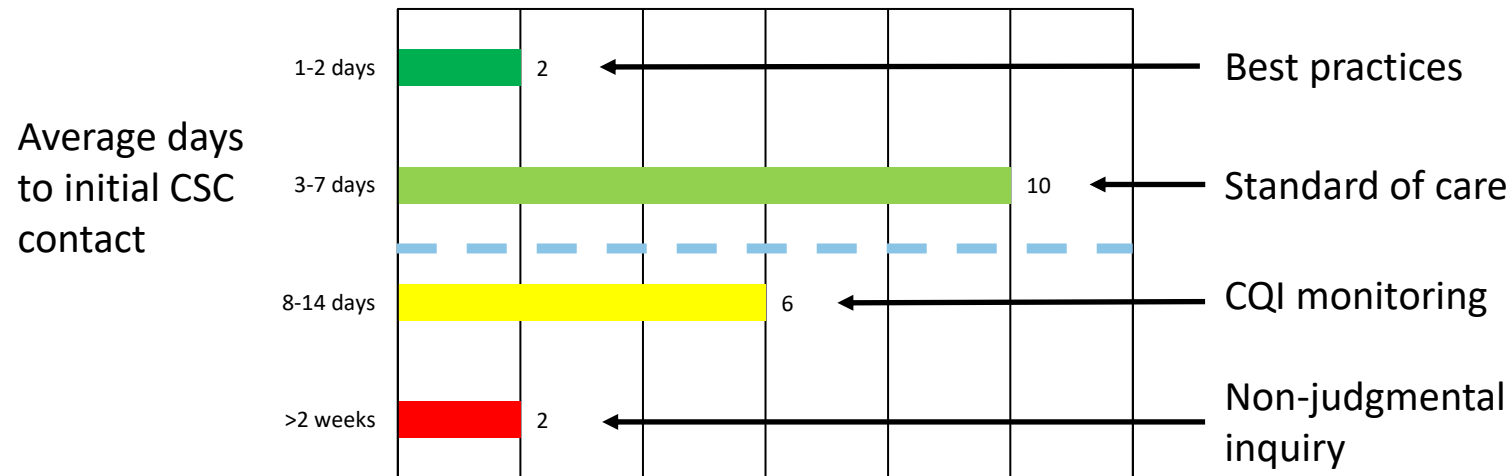 Average days
to initial CSC
contact
1-2 days
2
Best practices
3-7 days
10
Standard of care
8-14 days
6
CQI monitoring
>2 weeks
2
Non-judgmental
inquiry